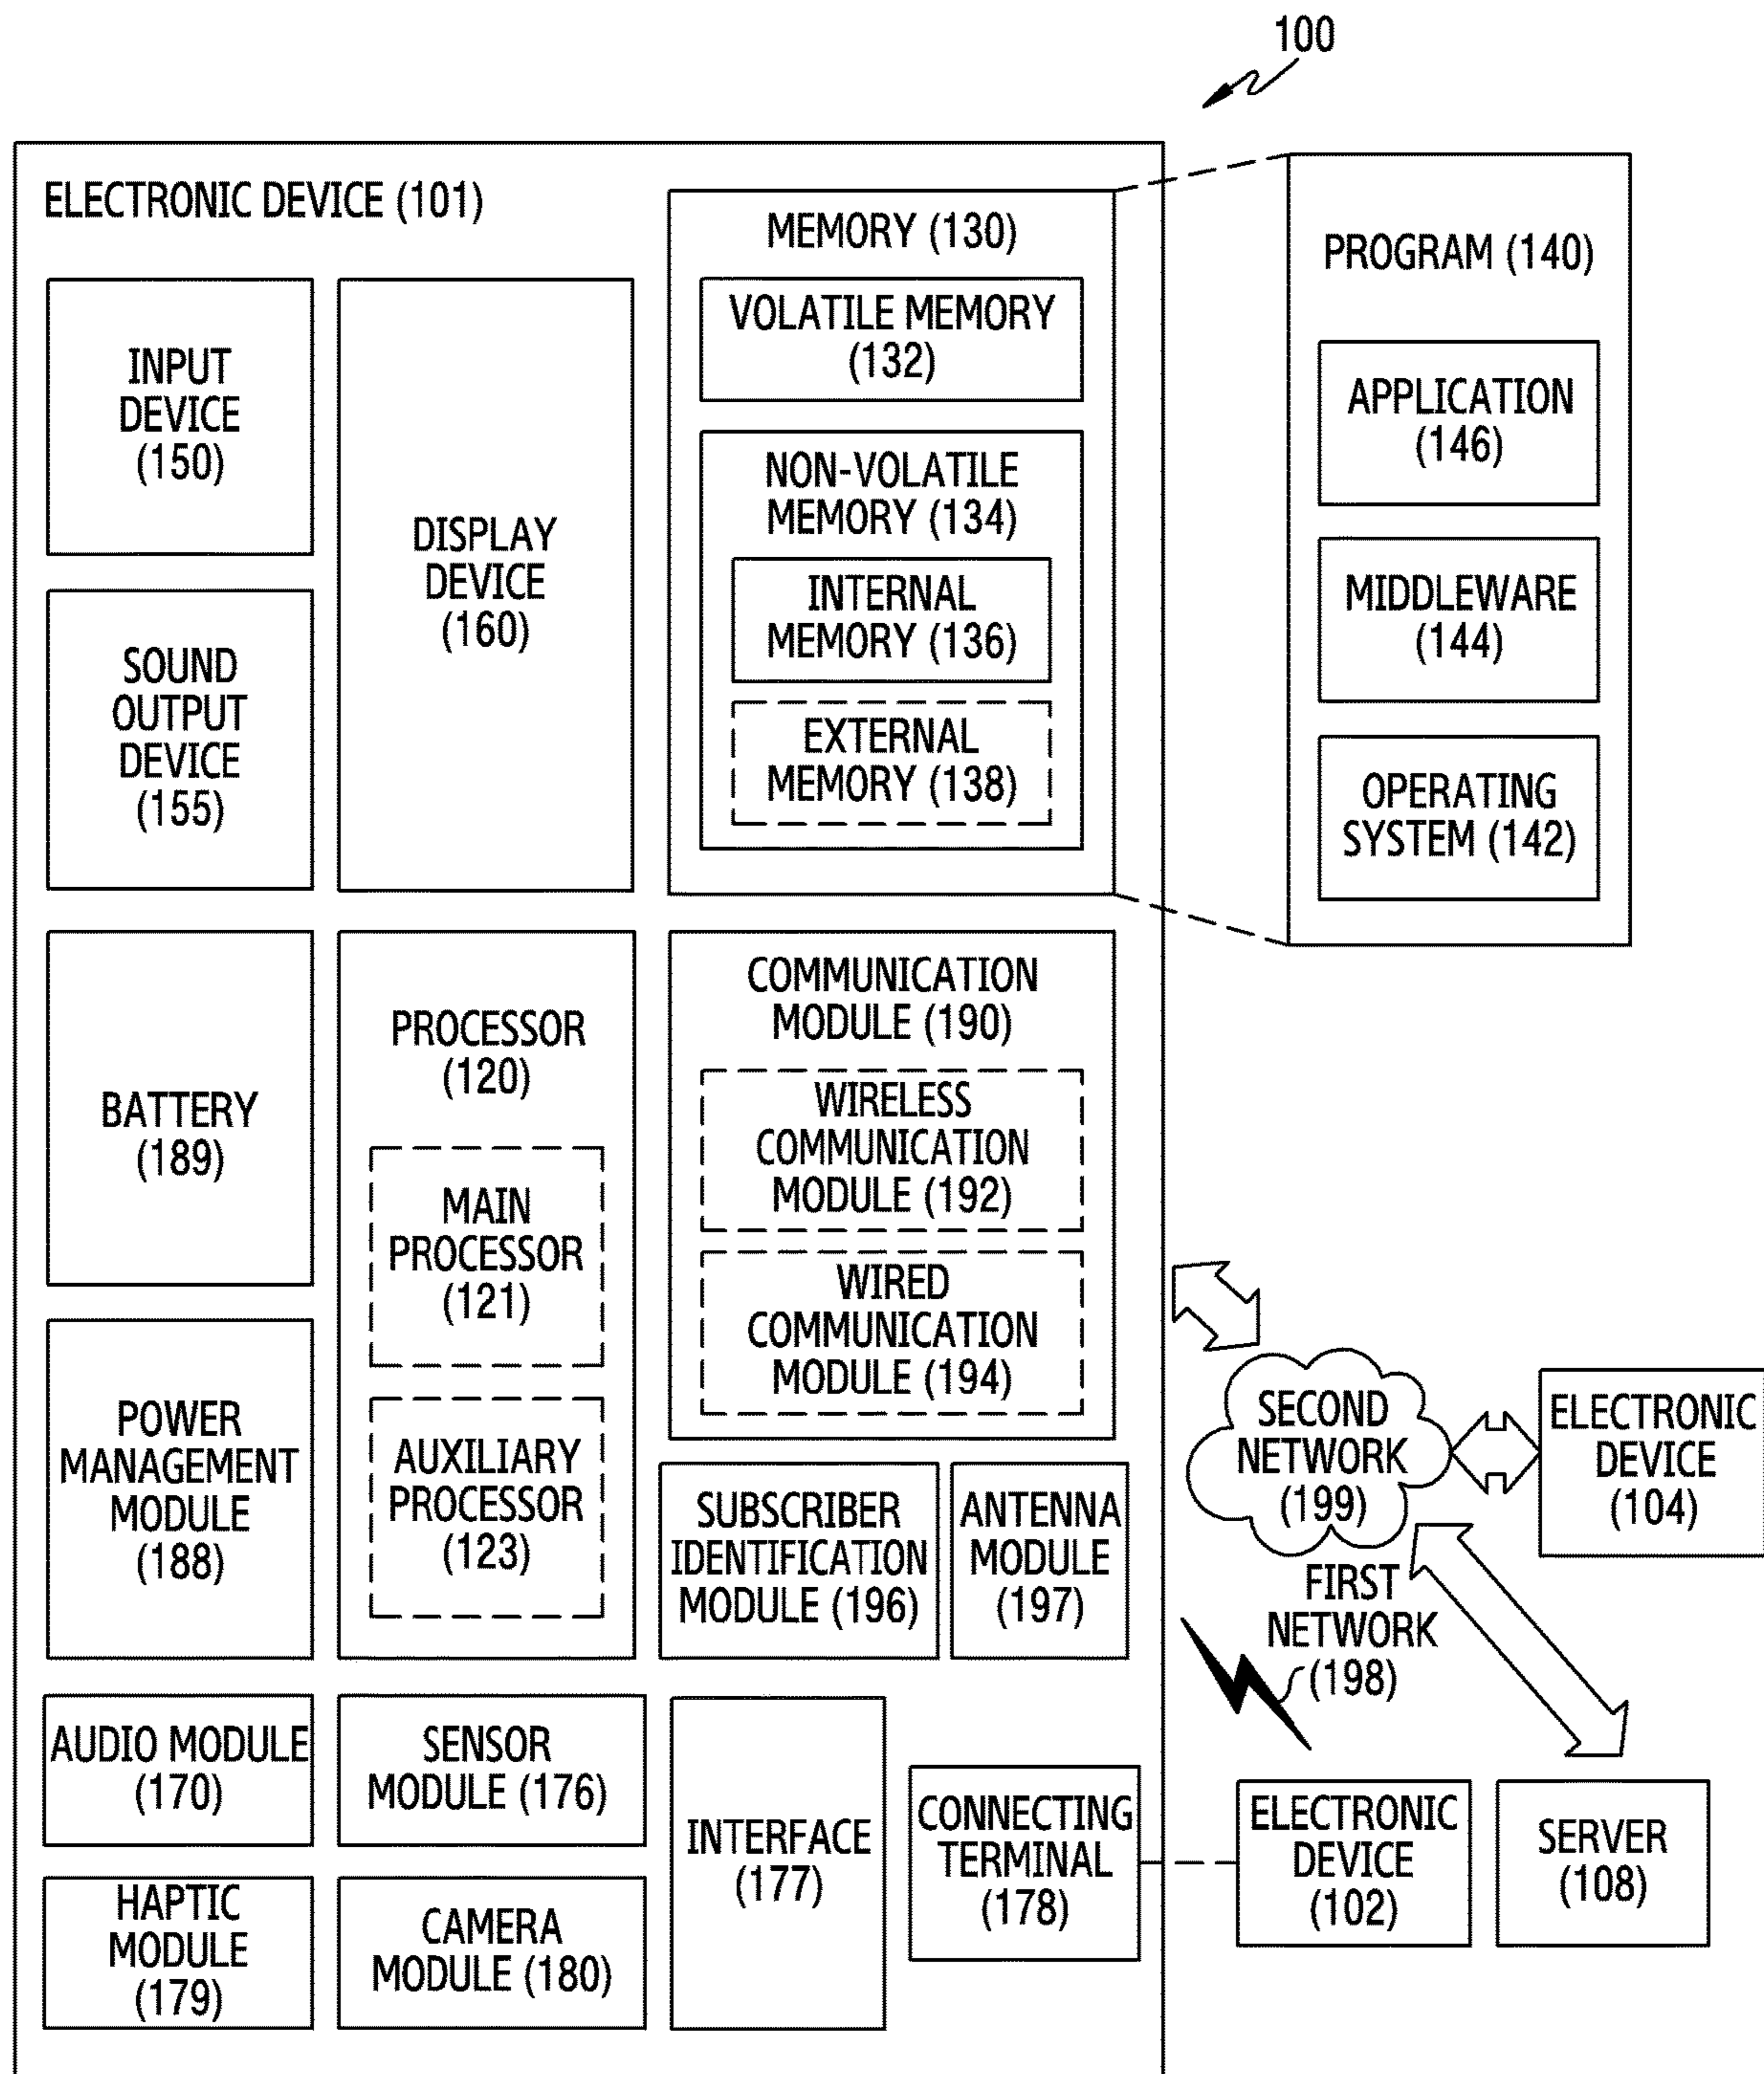 100
ELECTRONIC DEVICE (101)
INPUT
DEVICE
(150)
SOUND
OUTPUT
DEVICE
(155)
DISPLAY
DEVICE
(160)
MEMORY (130)
VOLATILE MEMORY
(132)
NON-VOLATILE
MEMORY (134)
INTERNAL
MEMORY (136)
EXTERNAL
MEMORY (138)
PROGRAM (140)
APPLICATION
(146)
MIDDLEWARE
(144)
OPERATING
SYSTEM (142)
BATTERY
(189)
POWER
MANAGEMENT
MODULE
(188)
PROCESSOR
(120)
MAIN
PROCESSOR
(121)
AUXILIARY
PROCESSOR
(123)
COMMUNICATION
MODULE (190)
WIRELESS
COMMUNICATION
MODULE (192)
WIRED
COMMUNICATION
MODULE (194)
SUBSCRIBER
IDENTIFICATION
MODULE (196)
ANTENNA
MODULE
(197)
SECOND
NETWORK
(199)
ELECTRONIC
DEVICE
(104)
FIRST
NETWORK
(198)
AUDIO MODULE
(170)
SENSOR
MODULE (176)
HAPTIC
MODULE
(179)
CAMERA
MODULE (180)
INTERFACE
(177)
CONNECTING
TERMINAL
(178)
ELECTRONIC
DEVICE
(102)
SERVER
(108)